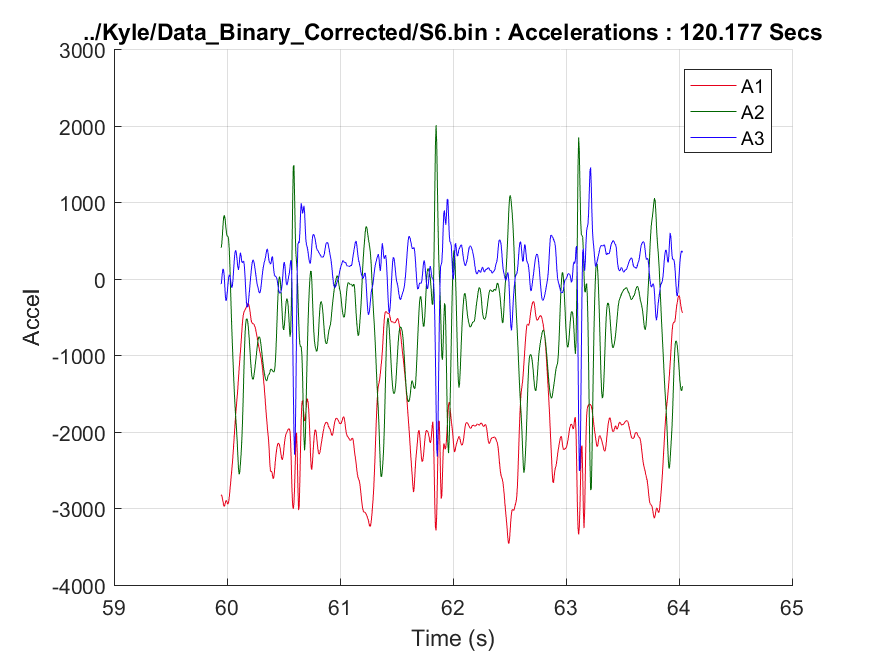 ../Kyle/Data_Binary_Corrected/S6.bin : Accelerations : 120.177 Secs
3000
2000
1000
0
-1000
-2000
-3000
-4000
Accel
A1
A2
A3
59
60
61
62
63
64
65
Time (s)